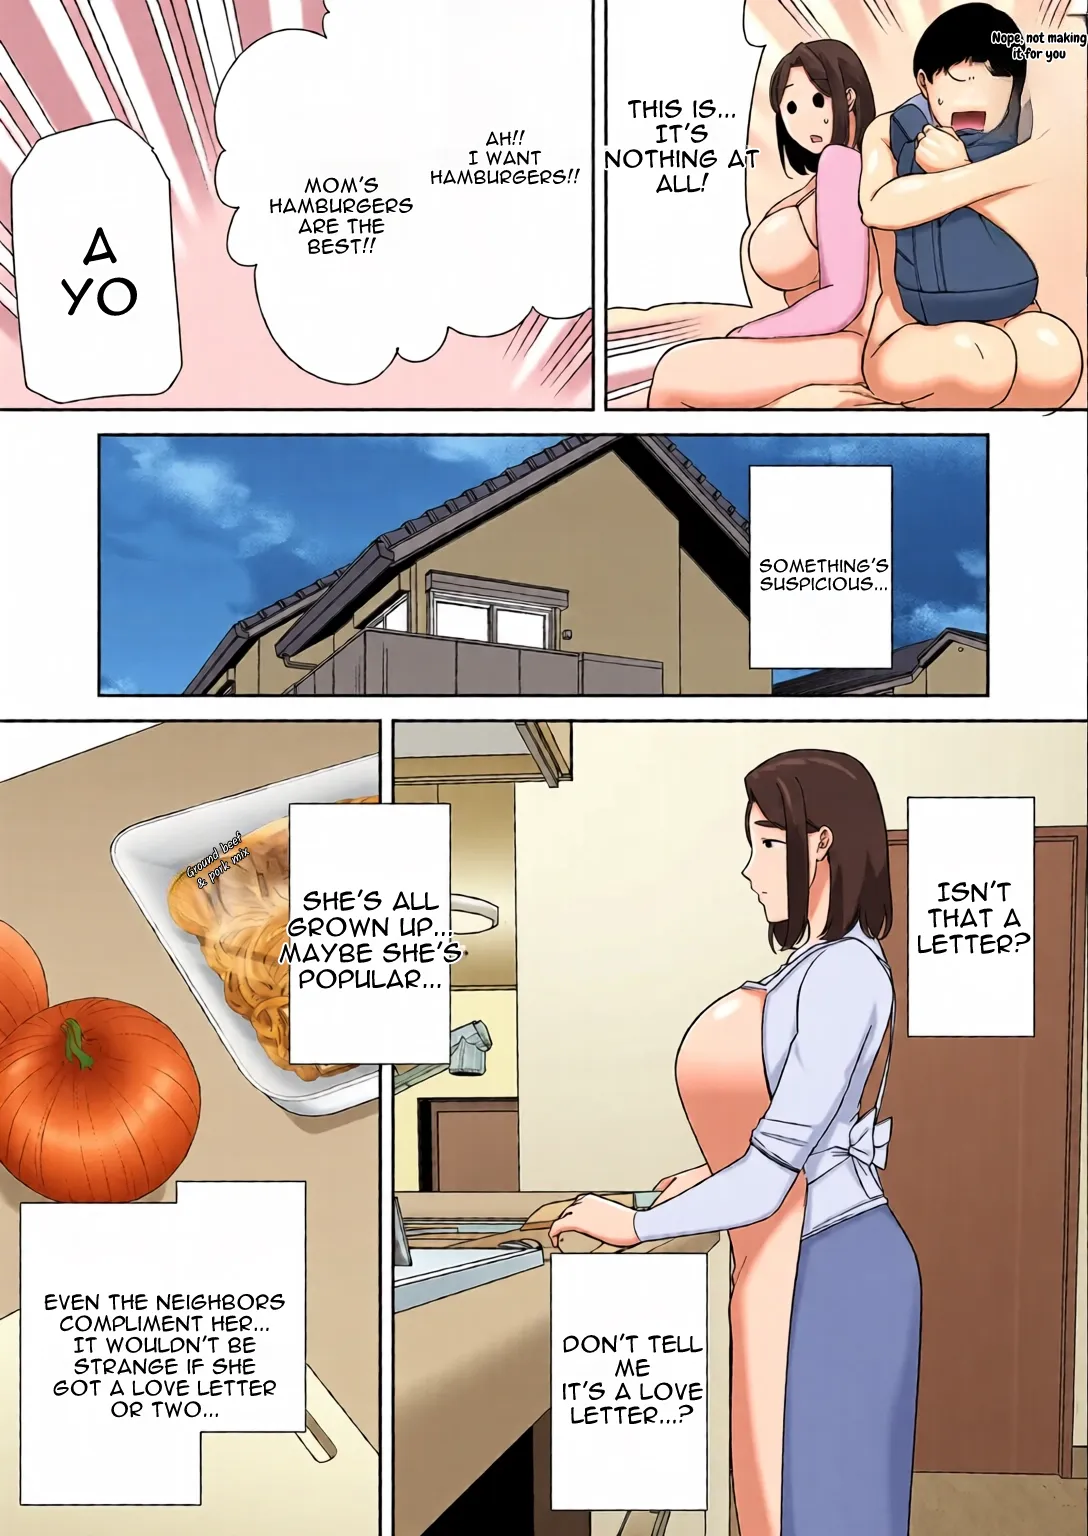 Nope, not making
it for you
THIS IS...
IT'S
NOTHING AT
ALL!
AH!!
I WANT
HAMBURGERS!!
MOM'S
HAMBURGERS
ARE THE
BEST!!
A
YO
SOMETHING'S
SUSPICIOUS...
ISN'T
THAT A
LETTER?
DON'T TELL
ME
IT'S A LOVE
LETTER...?
SHE'S ALL
GROWN UP...
MAYBE SHE'S
POPULAR...
Ground beef
& pork mix
EVEN THE NEIGHBORS
COMPLIMENT HER...
IT WOULDN'T BE
STRANGE IF SHE
GOT A LOVE LETTER
OR TWO...